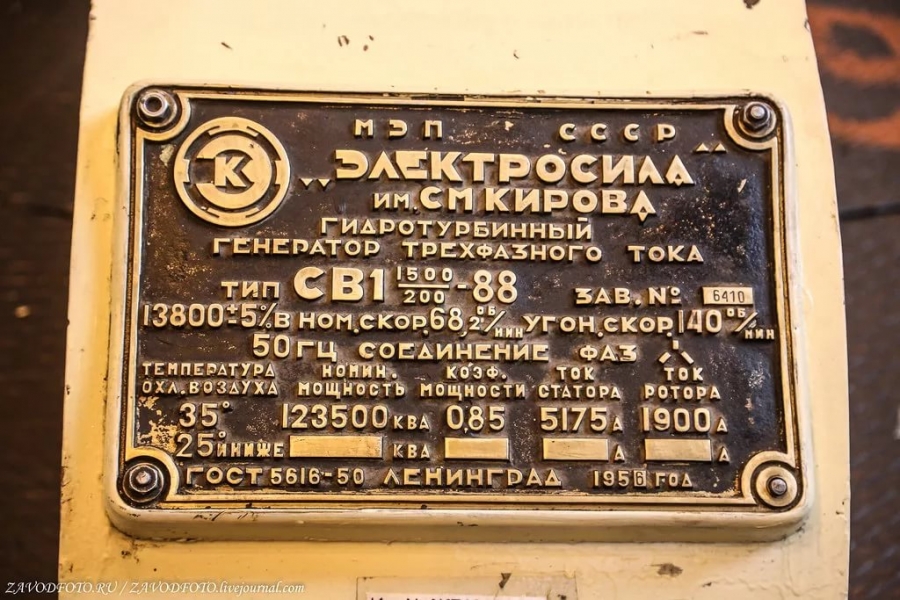 МЭП СССР
К
„ЭЛЕКТРОСИЛА"
ИМ. С.М КИРОВА
ГИДРОТУРБИННЫЙ
ГЕНЕРАТОР ТРЕХФАЗНОГО ТОКА
ТИП СВ1 1500/200-88 ЗАВ. № 6410
13800±5% В НОМ. СКОР. 68,2 ОБ/МИН УГОН. СКОР. 140 ОБ/МИН
50 ГЦ СОЕДИНЕНИЕ ФАЗ
ТЕМПЕРАТУРА НОМИН. КОЭФ. ТОК ТОК
ОХЛ. ВОЗДУХА МОЩНОСТЬ МОЩНОСТИ СТАТОРА РОТОРА
35° 123500 КВА 0,85 5175 А 1900 А
25° И НИЖЕ КВА А А
ГОСТ 5616-50 ЛЕНИНГРАД 1956 ГОД
ZAVODFOTO.RU / ZAVODFOTO.livejournal.com